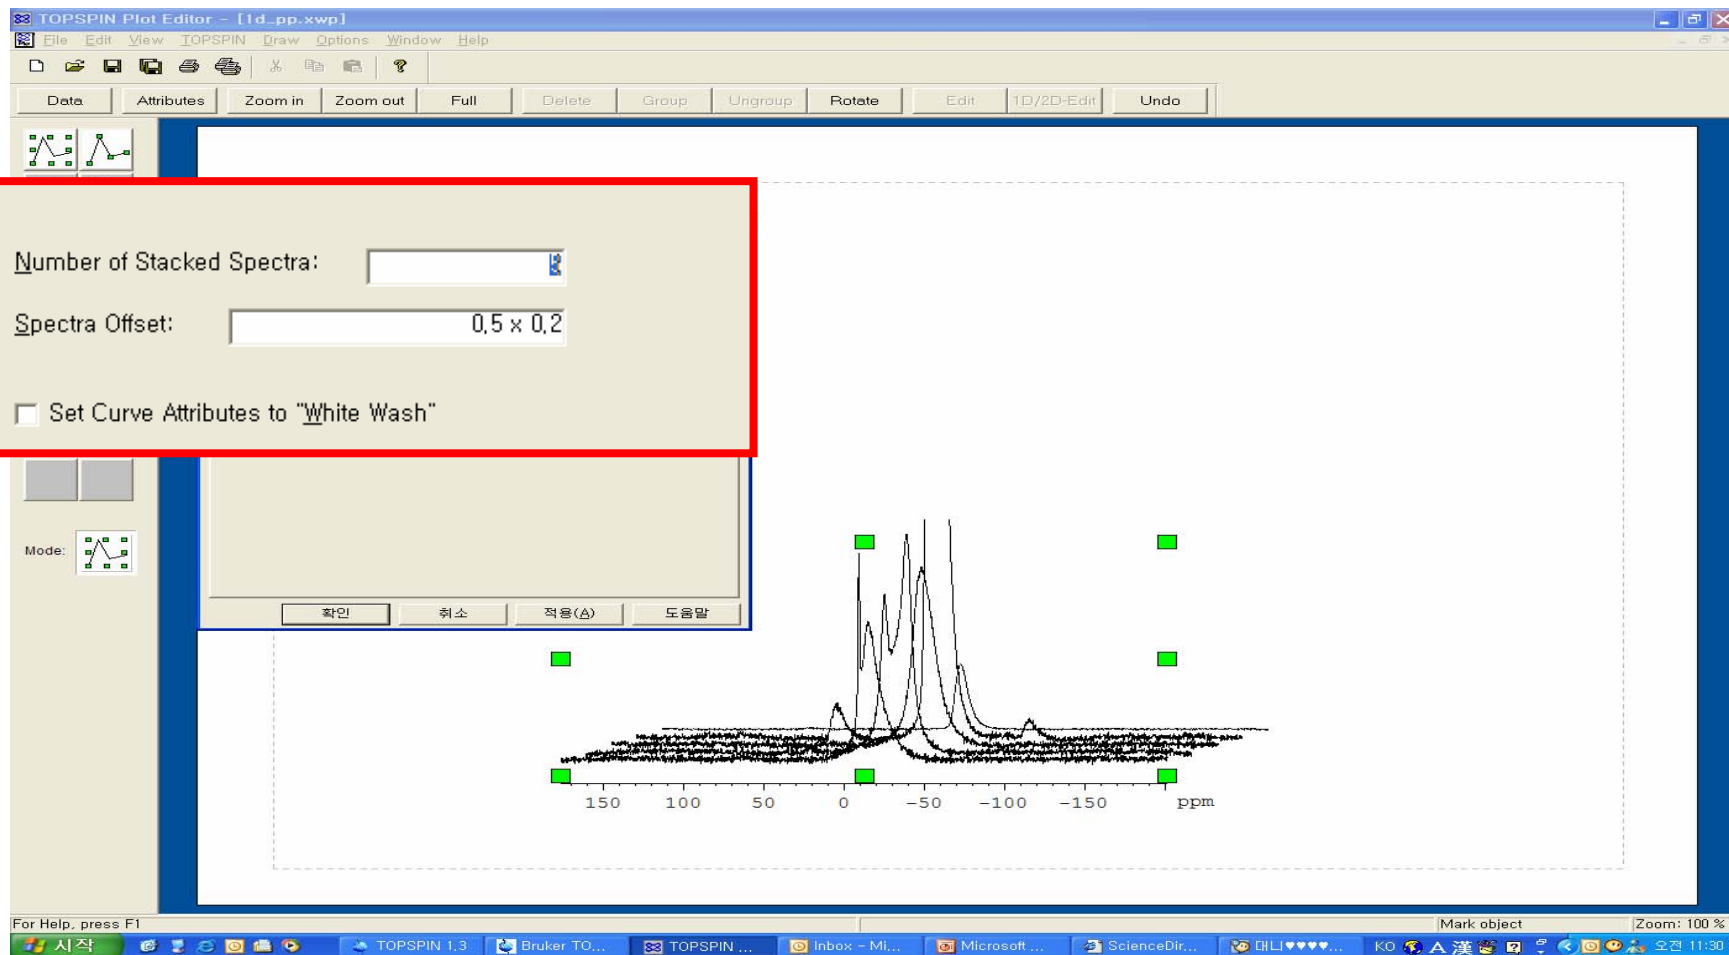 TOPSPIN Plot Editor - [1d_pp.xwp]
File Edit View TOPSPIN Draw Options Window Help
Data Attributes Zoom in Zoom out Full Delete Group Ungroup Rotate Edit 1D/2D-Edit Undo
Number of Stacked Spectra:
Spectra Offset: 0,5 x 0,2
Set Curve Attributes to "White Wash"
Mode:
확인 취소 적용(A) 도움말
150 100 50 0 -50 -100 -150 ppm
For Help, press F1 Mark object Zoom: 100 %
시작 TOPSPIN 1,3 Bruker TO... TOPSPIN ... Inbox - Mi... Microsoft ... ScienceDir... KO A 漢 오전 11:30